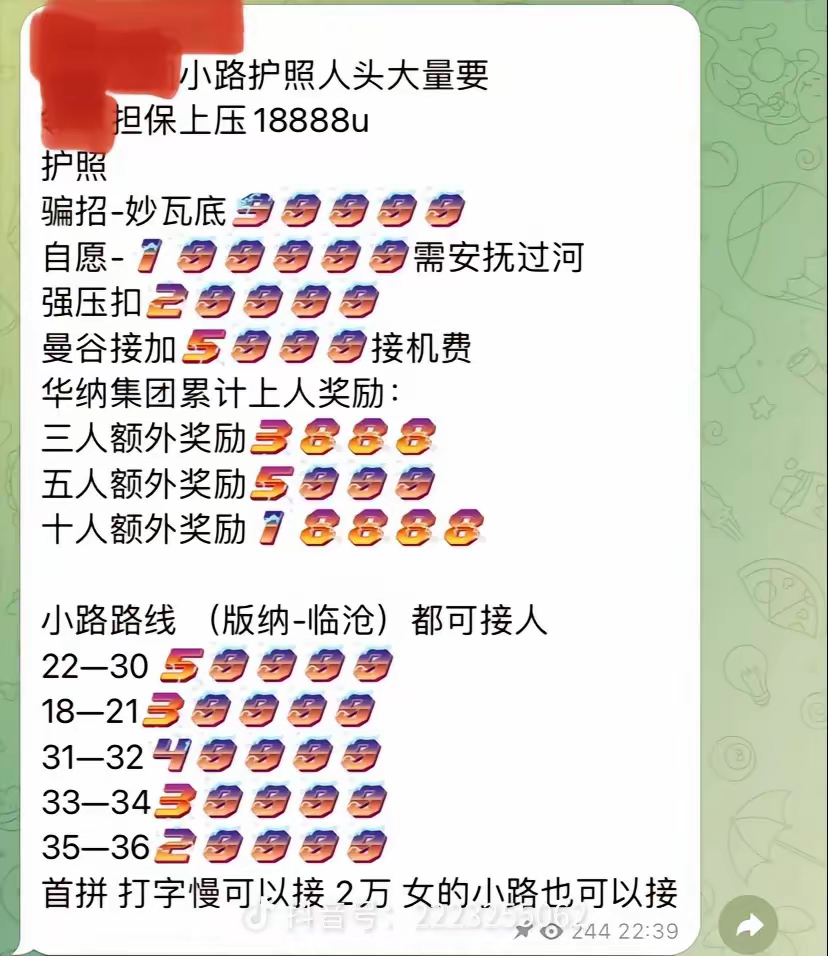 小路护照人头大量要
担保上压18888u
护照
骗招-妙瓦底99999
自愿-199999需安抚过河
强压扣29999
曼谷接加5999接机费
华纳集团累计上人奖励：
三人额外奖励3888
五人额外奖励5999
十人额外奖励18888
小路路线 （版纳-临沧）都可接人
22—30 59999
18—21 39999
31—32 49999
33—34 39999
35—36 29999
首拼 打字慢可以接 2万 女的小路也可以接
抖音号：2223255062
244 22:39